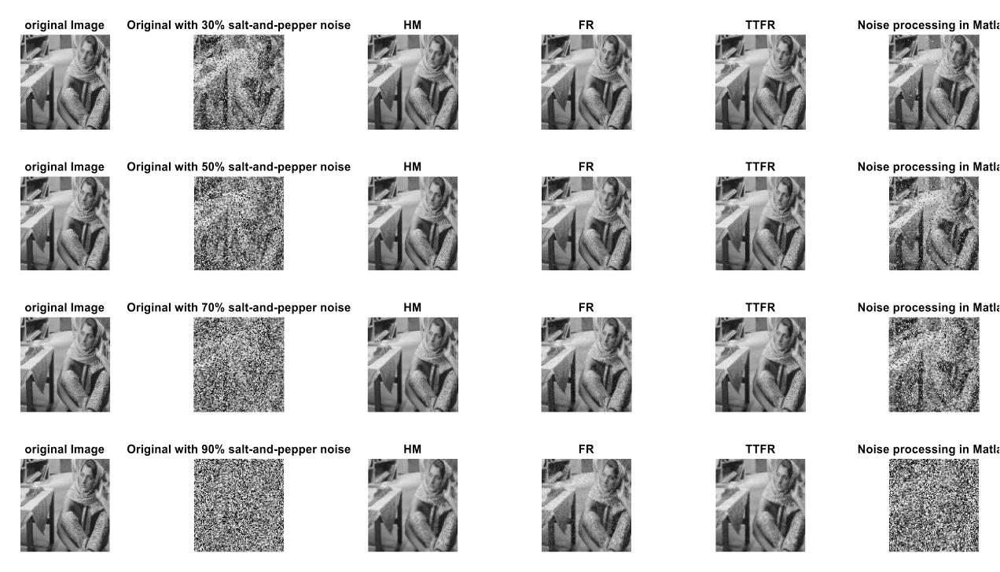 original Image Original with 30% salt-and-pepper noise HM FR TTFR Noise processing in Matla
original Image Original with 50% salt-and-pepper noise HM FR TTFR Noise processing in Matla
original Image Original with 70% salt-and-pepper noise HM FR TTFR Noise processing in Matla
original Image Original with 90% salt-and-pepper noise HM FR TTFR Noise processing in Matla